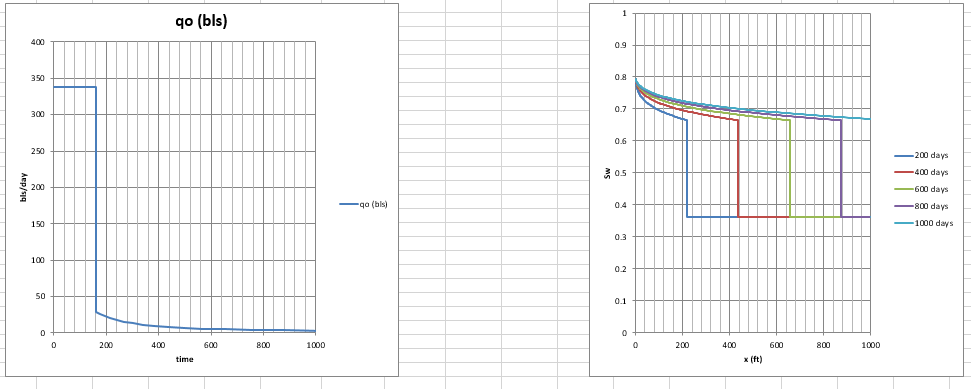 qo (bls)
400
350
300
250
200
150
100
50
0
bls/day
0 200 400 600 800 1000
time
qo (bls)
1
0.9
0.8
0.7
0.6
0.5
0.4
0.3
0.2
0.1
0
Sw
0 200 400 600 800 1000
x (ft)
200 days
400 days
600 days
800 days
1000 days